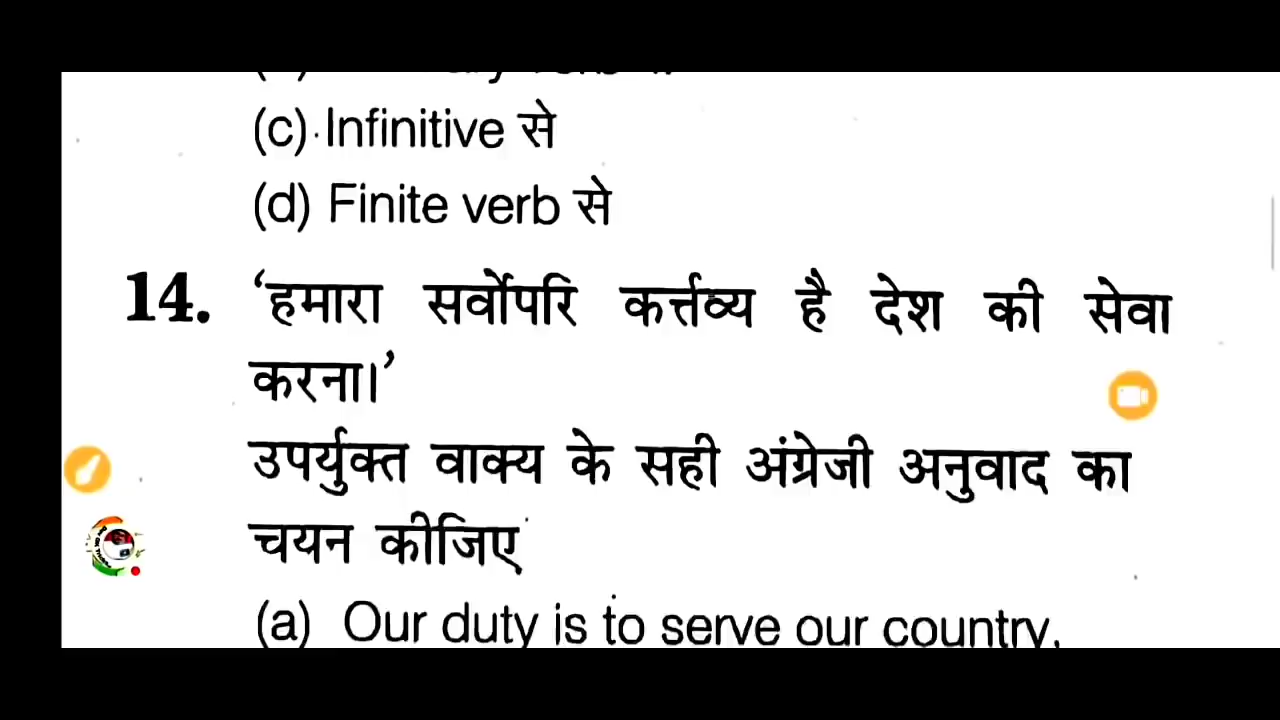 (c) Infinitive से
(d) Finite verb से
14. ‘हमारा सर्वोपरि कर्त्तव्य है देश की सेवा
करना।’
उपर्युक्त वाक्य के सही अंग्रेजी अनुवाद का
चयन कीजिए
(a) Our duty is to serve our country.